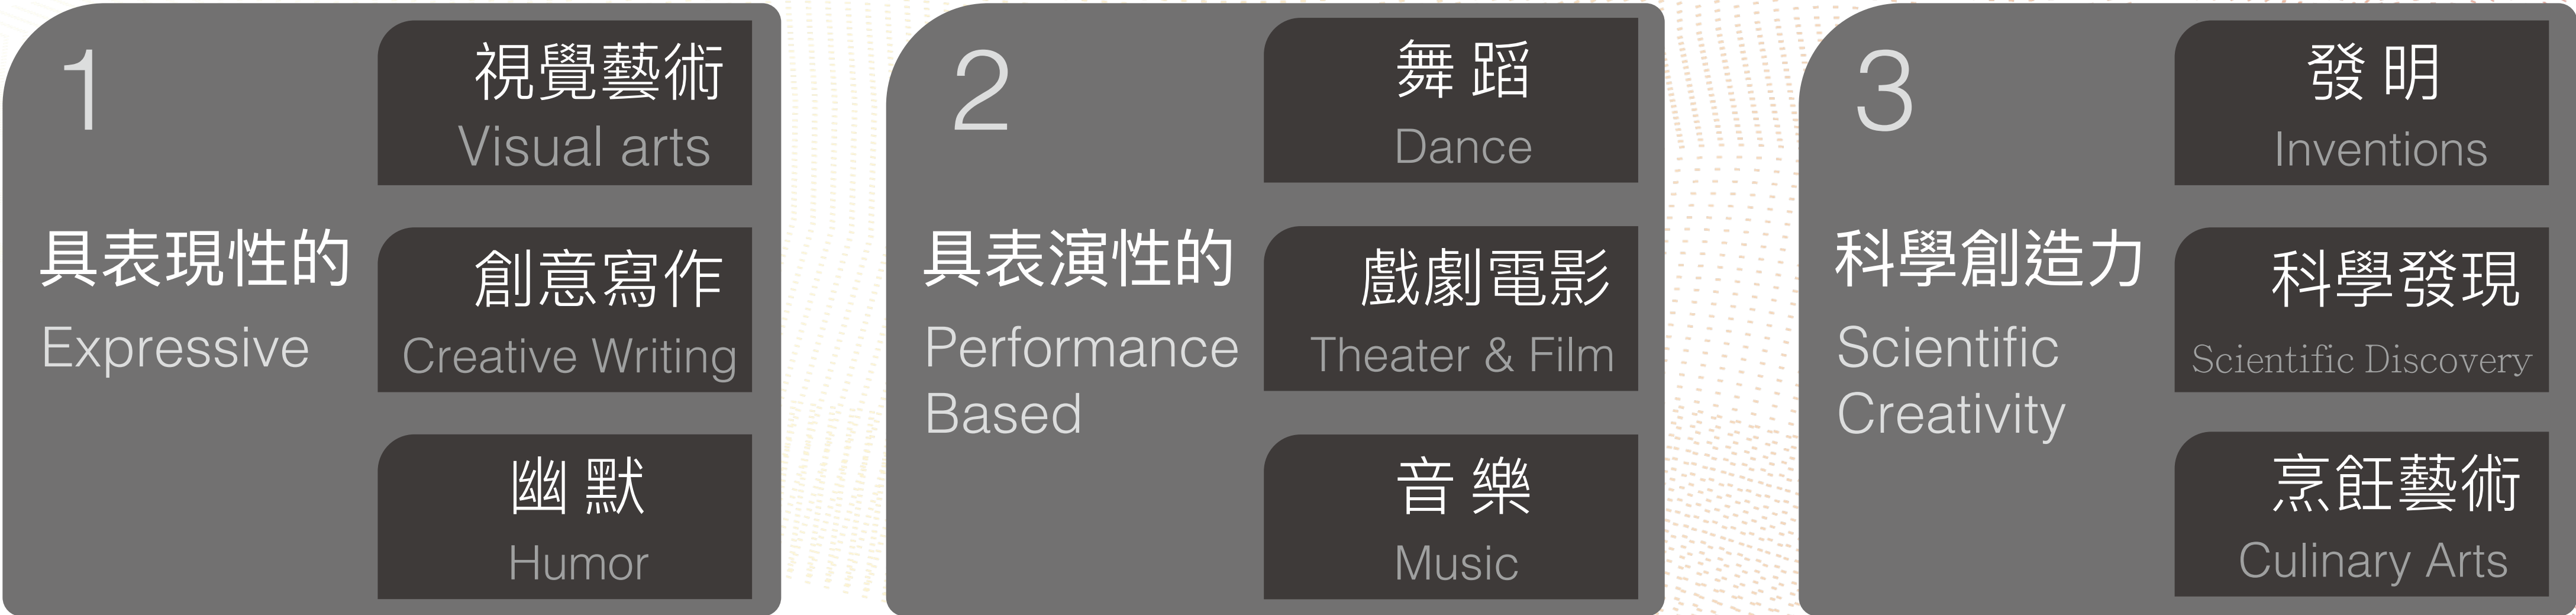 1
具表現性的
Expressive
視覺藝術
Visual arts
創意寫作
Creative Writing
幽默
Humor
2
具表演性的
Performance
Based
舞蹈
Dance
戲劇電影
Theater & Film
音樂
Music
3
科學創造力
Scientific
Creativity
發明
Inventions
科學發現
Scientific Discovery
烹飪藝術
Culinary Arts